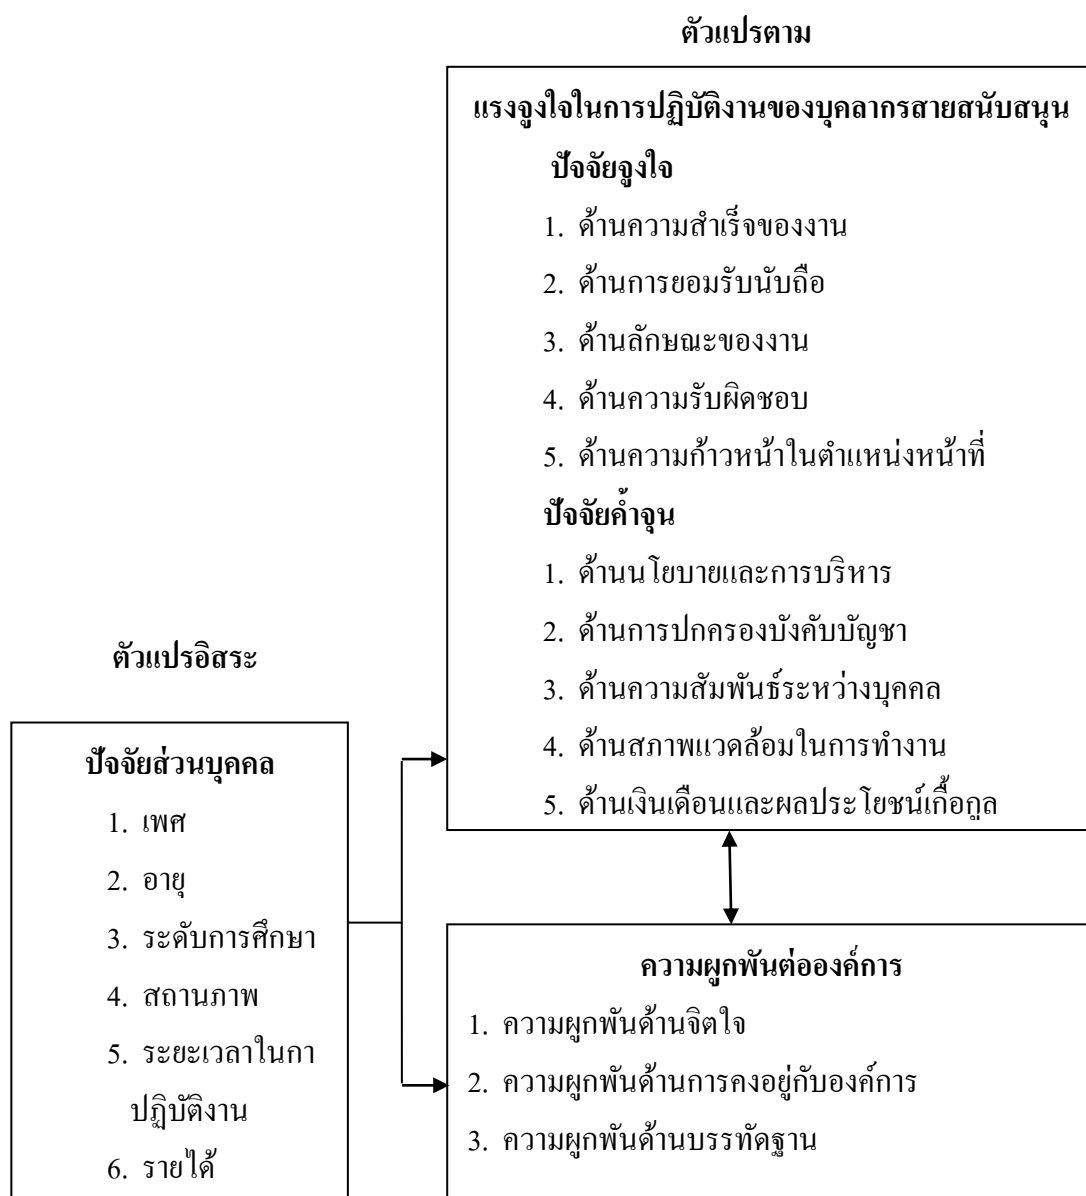 ตัวแปรตาม
แรงจูงใจในการปฏิบัติงานของบุคลากรสายสนับสนุน
ปัจจัยจูงใจ
1. ด้านความสำเร็จของงาน
2. ด้านการยอมรับนับถือ
3. ด้านลักษณะของงาน
4. ด้านความรับผิดชอบ
5. ด้านความก้าวหน้าในตำแหน่งหน้าที่
ปัจจัยค้ำจุน
1. ด้านนโยบายและการบริหาร
2. ด้านการปกครองบังคับบัญชา
3. ด้านความสัมพันธ์ระหว่างบุคคล
4. ด้านสภาพแวดล้อมในการทำงาน
5. ด้านเงินเดือนและผลประโยชน์เกื้อกูล
ตัวแปรอิสระ
ปัจจัยส่วนบุคคล
1. เพศ
2. อายุ
3. ระดับการศึกษา
4. สถานภาพ
5. ระยะเวลาในกา
ปฏิบัติงาน
6. รายได้
ความผูกพันต่อองค์การ
1. ความผูกพันด้านจิตใจ
2. ความผูกพันด้านการคงอยู่กับองค์การ
3. ความผูกพันด้านบรรทัดฐาน